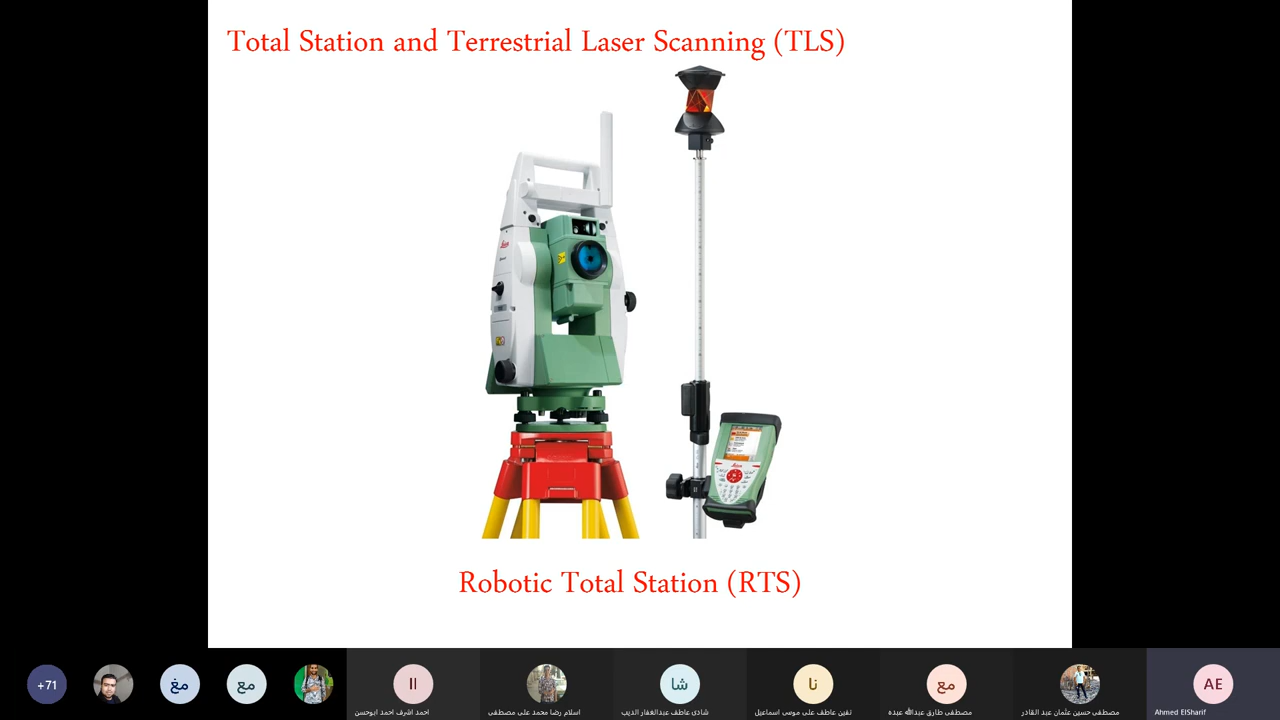 Total Station and Terrestrial Laser Scanning (TLS)
Leica
Robotic Total Station (RTS)
+71
مغ
مع
اا
شا
نا
مع
AE
احمد اشرف احمد ابوحسن
اسلام رضا محمد على مصطفى
شادى عاطف عبدالغفار الديب
نفين عاطف على موسى اسماعيل
مصطفى طارق عبدالله عبده
مصطفى حسين عثمان عبد القادر
Ahmed ElSharif